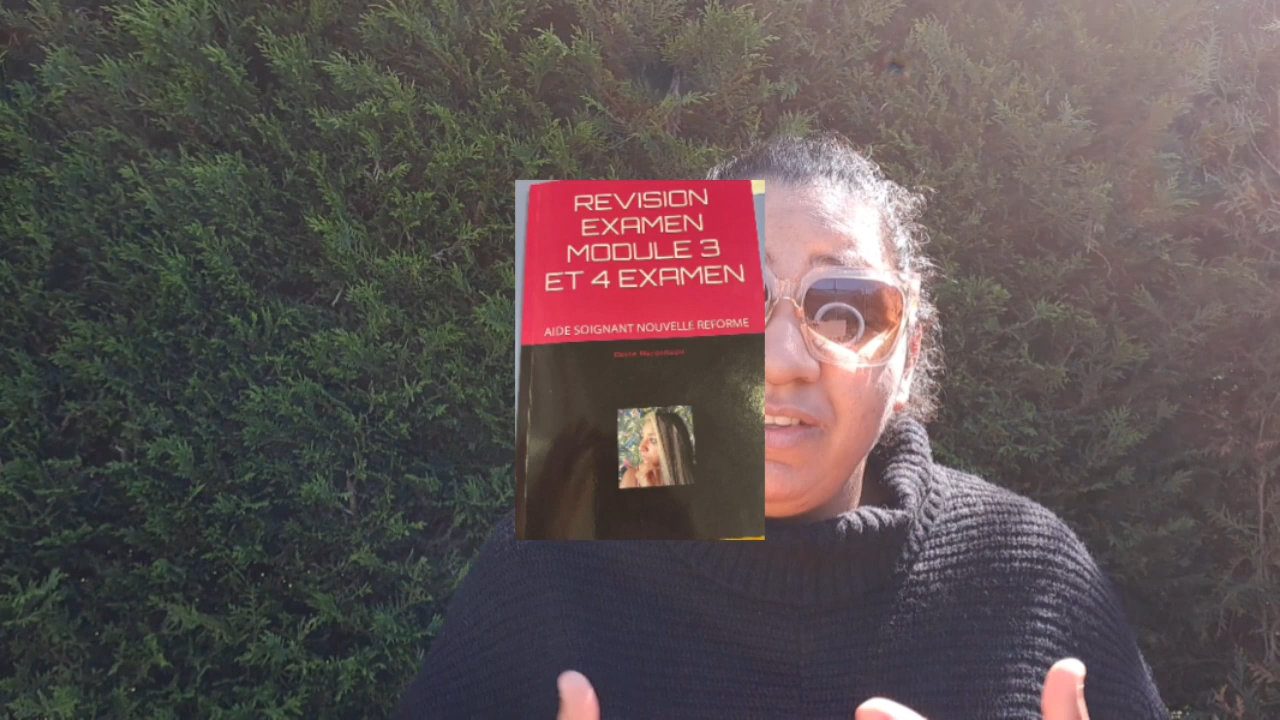 REVISION
EXAMEN
MODULE 3
ET 4 EXAMEN
AIDE SOIGNANT NOUVELLE REFORME